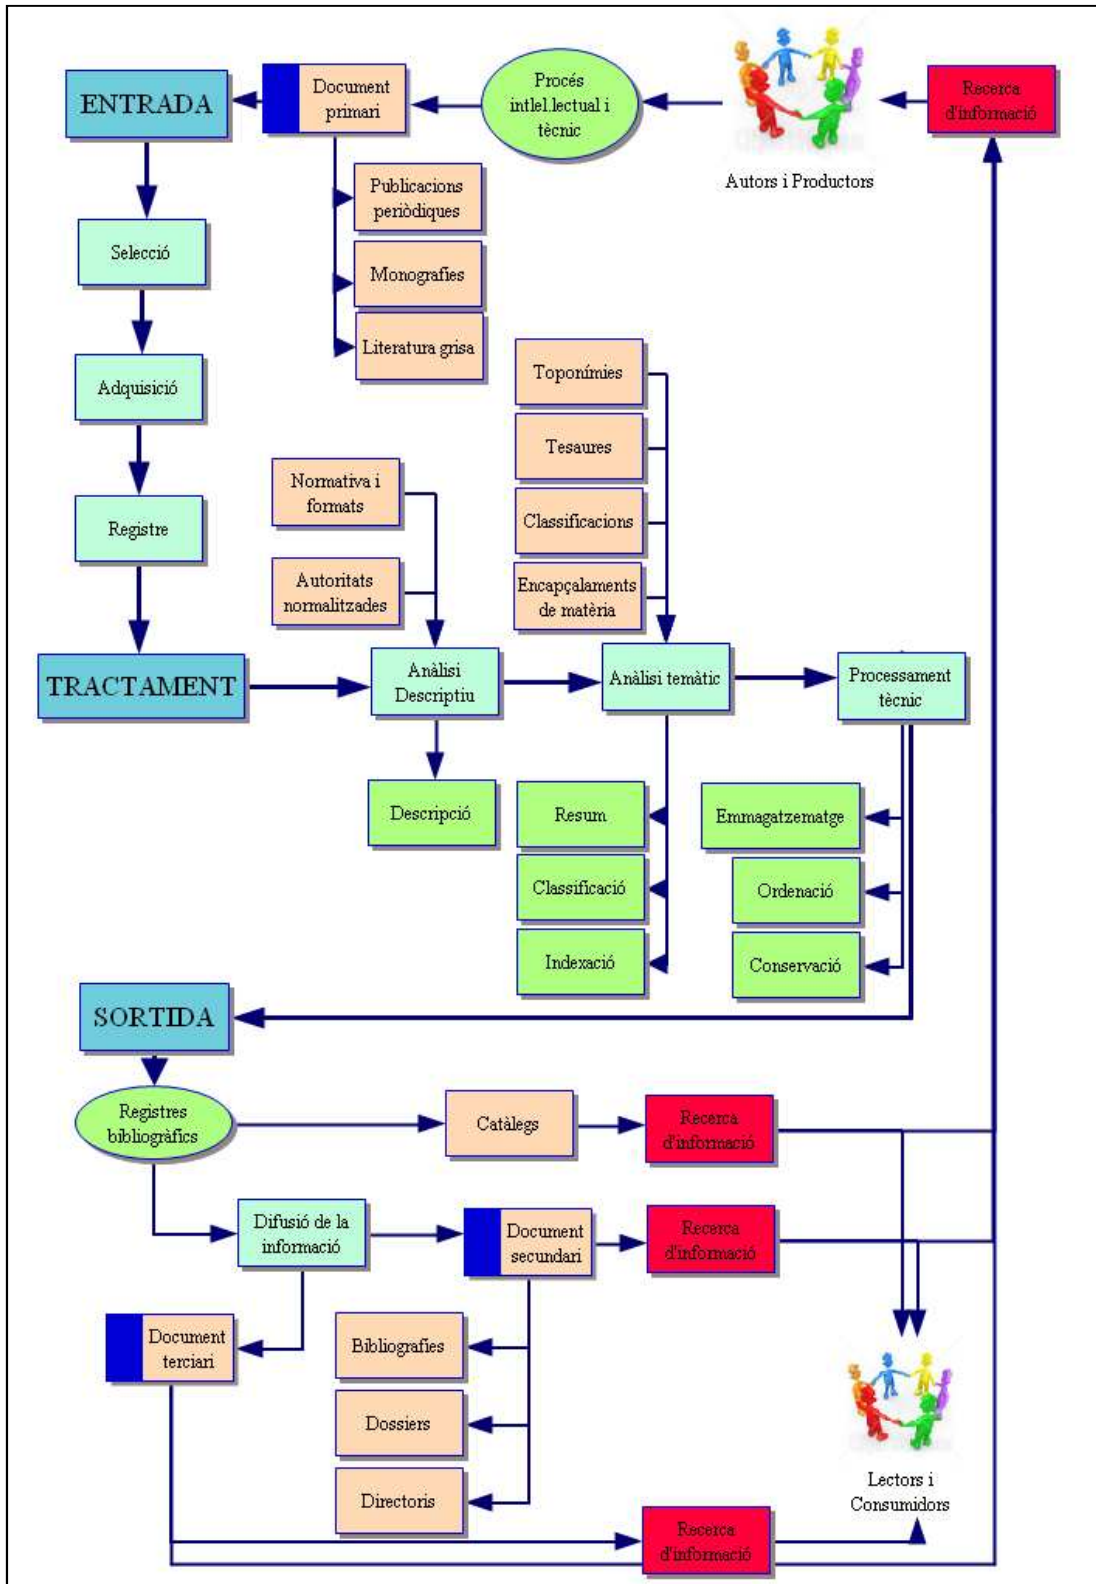 ENTRADA
Document
primari
Procés
intlel.lectual i
tècnic
Autors i Productors
Recerca
d'informació
Publicacions
periòdiques
Monografies
Literatura grisa
Selecció
Adquisició
Registre
Toponímies
Tesaures
Classificacions
Encapçalaments
de matèria
Normativa i
formats
Autoritats
normalitzades
TRACTAMENT
Anàlisi
Descriptiu
Anàlisi temàtic
Processament
tècnic
Descripció
Resum
Classificació
Indexació
Emmagatzematge
Ordenació
Conservació
SORTIDA
Registres
bibliogràfics
Catàlegs
Recerca
d'informació
Difusió de la
informació
Document
secundari
Recerca
d'informació
Document
terciari
Bibliografies
Dossiers
Directoris
Lectors i
Consumidors
Recerca
d'informació